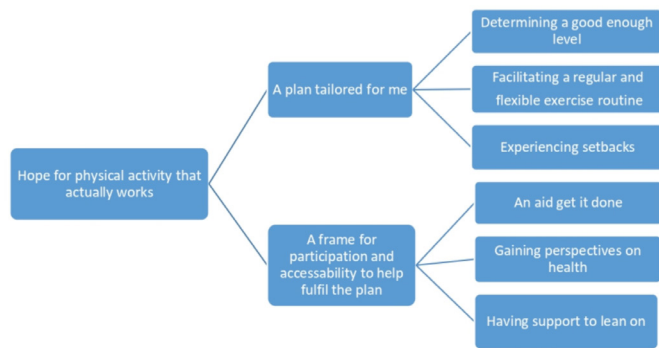 Determining a good enough
level
A plan tailored for me
Facilitating a regular and
flexible exercise routine
Experiencing setbacks
Hope for physical activity that
actually works
An aid get it done
A frame for
participation and
accessability to help
fulfil the plan
Gaining perspectives on
health
Having support to lean on